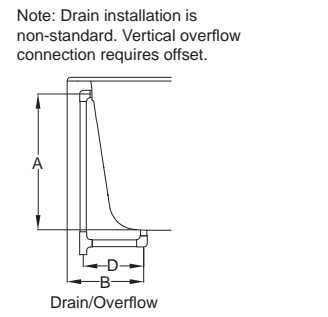 Note: Drain installation is
non-standard. Vertical overflow
connection requires offset.
A
D
B
Drain/Overflow